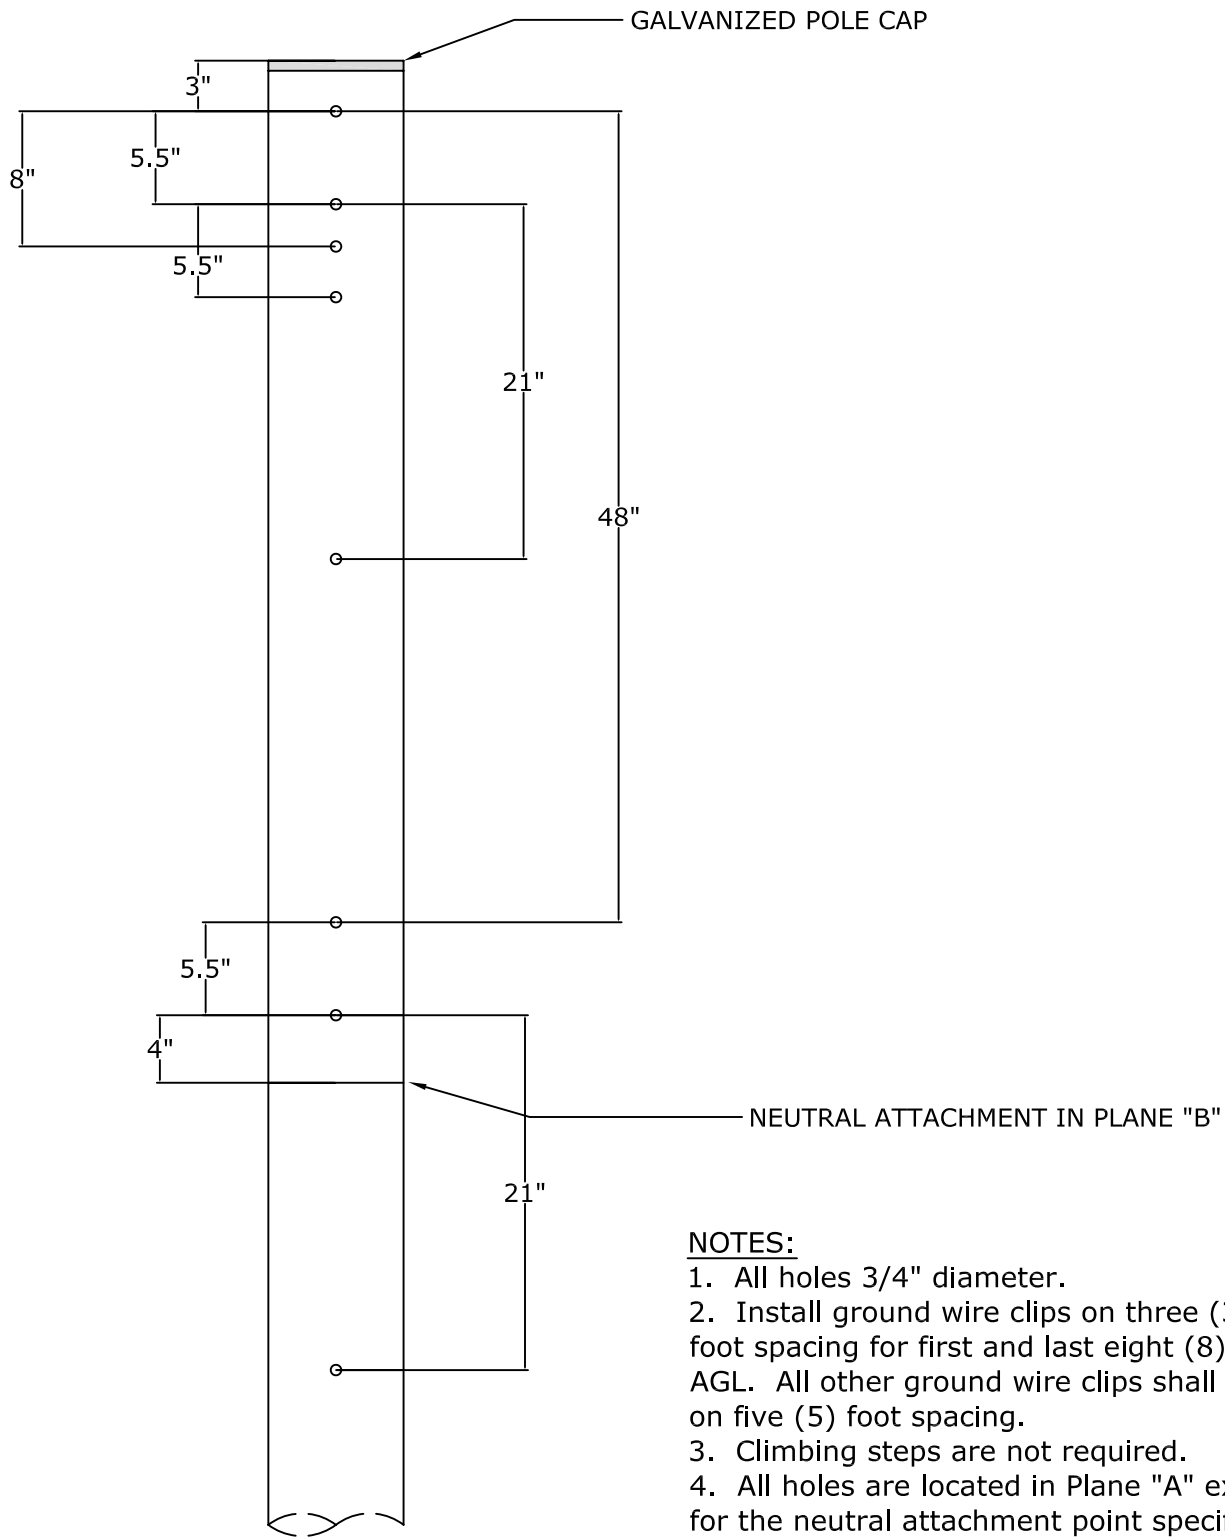 GALVANIZED POLE CAP
3"
5.5"
8"
5.5"
21"
48"
5.5"
4"
NEUTRAL ATTACHMENT IN PLANE "B"
21"
NOTES:
1. All holes 3/4" diameter.
2. Install ground wire clips on three
foot spacing for first and last eight (8)
AGL. All other ground wire clips shall
on five (5) foot spacing.
3. Climbing steps are not required.
4. All holes are located in Plane "A"
for the neutral attachment point